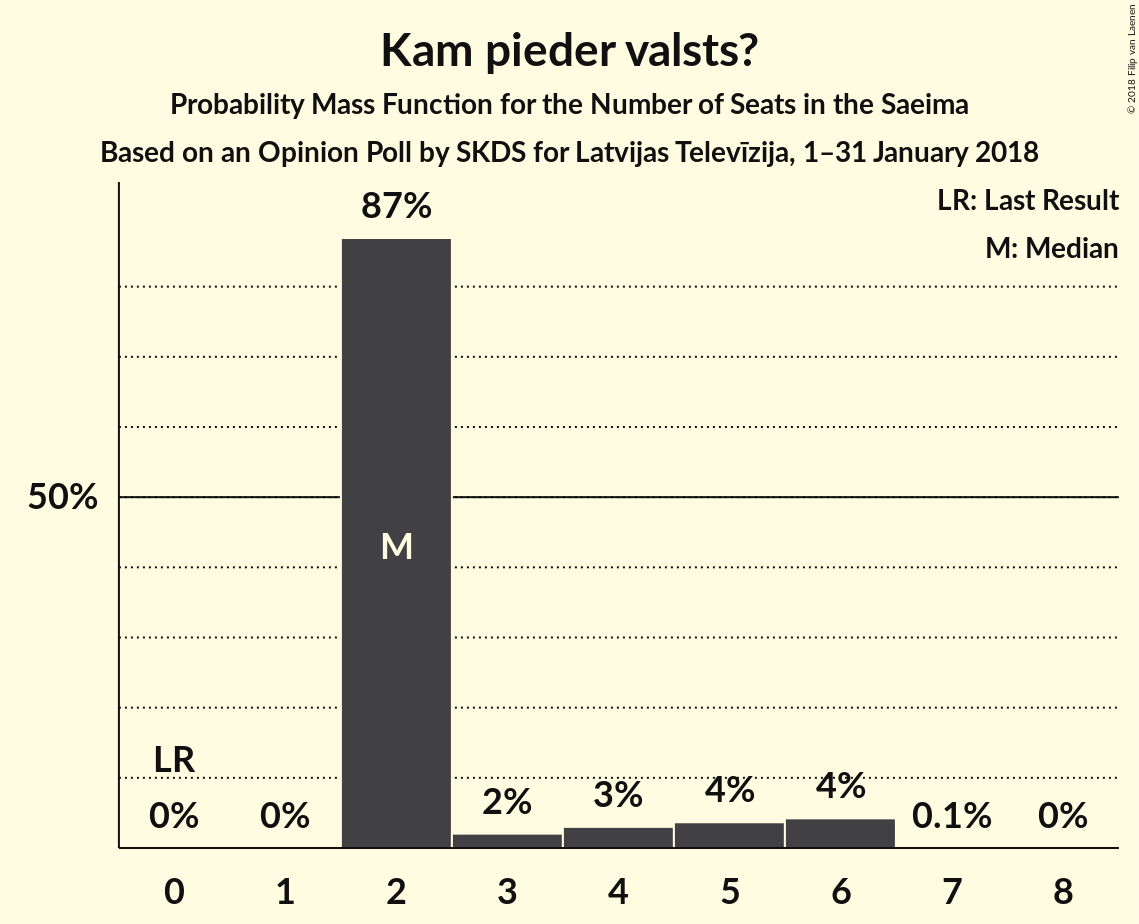 Kam pieder valsts?
Probability Mass Function for the Number of Seats in the Saeima
Based on an Opinion Poll by SKDS for Latvijas Televīzija, 1–31 January 2018
© 2018 Filip van Laenen
LR: Last Result
M: Median
87%
50%
M
LR
0% 0% 2% 3% 4% 4% 0.1% 0%
0 1 2 3 4 5 6 7 8